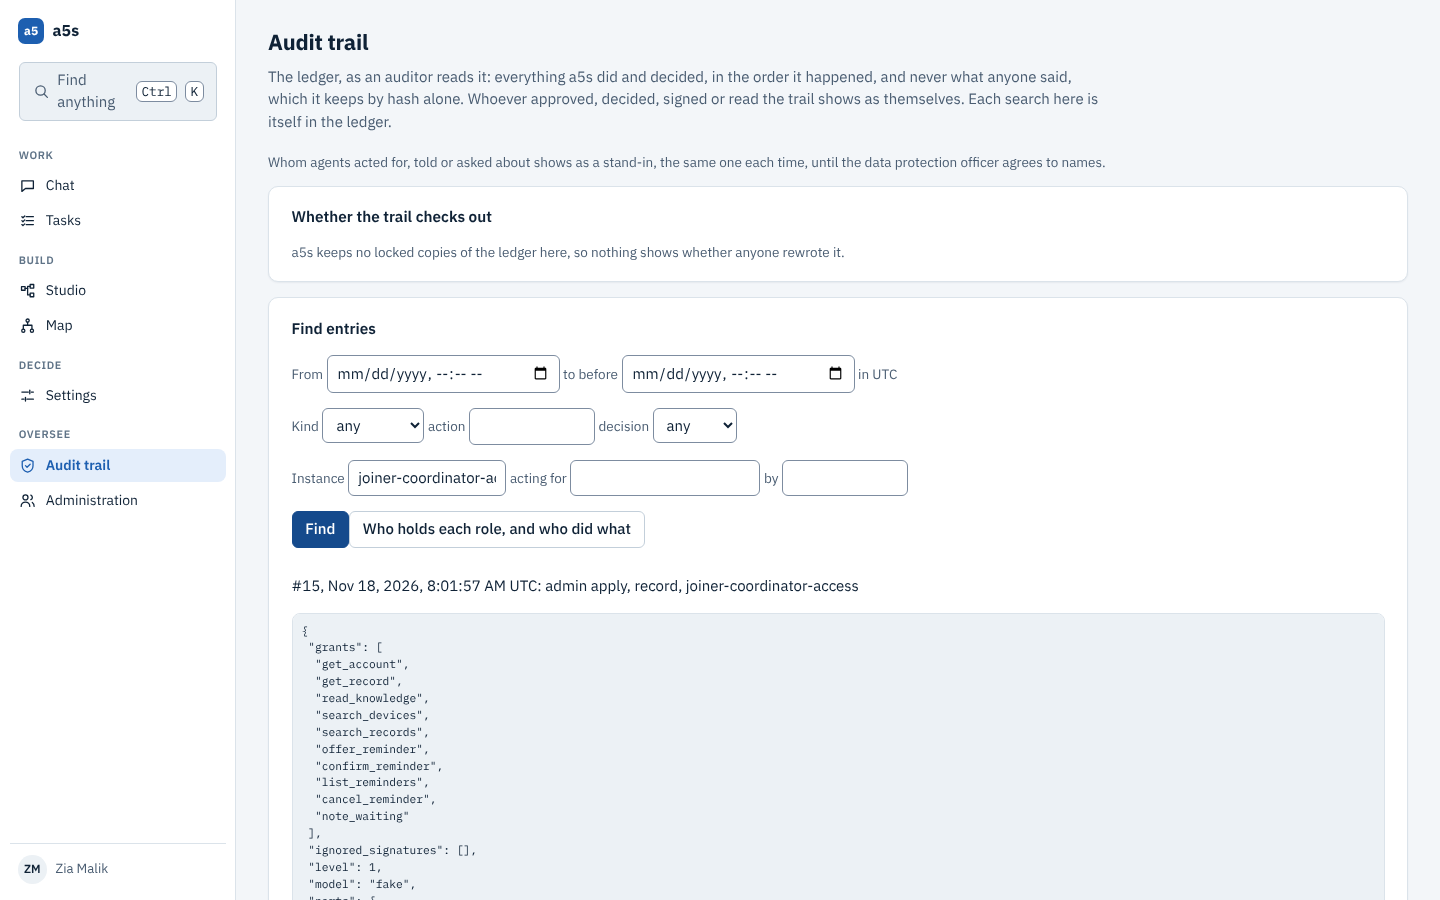 a5 a5s
Find anything Ctrl K
WORK
Chat
Tasks
BUILD
Studio
Map
DECIDE
Settings
OVERSEE
Audit trail
Administration
ZM Zia Malik
Audit trail
The ledger, as an auditor reads it: everything a5s did and decided, in the order it happened, and never what anyone said,
which it keeps by hash alone. Whoever approved, decided, signed or read the trail shows as themselves. Each search here is
itself in the ledger.
Whom agents acted for, told or asked about shows as a stand-in, the same one each time, until the data protection officer agrees to names.
Whether the trail checks out
a5s keeps no locked copies of the ledger here, so nothing shows whether anyone rewrote it.
Find entries
From mm/dd/yyyy, --:-- -- to before mm/dd/yyyy, --:-- -- in UTC
Kind any action decision any
Instance joiner-coordinator-ac acting for by
Find Who holds each role, and who did what
#15, Nov 18, 2026, 8:01:57 AM UTC: admin apply, record, joiner-coordinator-access
{
"grants": [
"get_account",
"get_record",
"read_knowledge",
"search_devices",
"search_records",
"offer_reminder",
"confirm_reminder",
"list_reminders",
"cancel_reminder",
"note_waiting"
],
"ignored_signatures": [],
"level": 1,
"model": "fake",